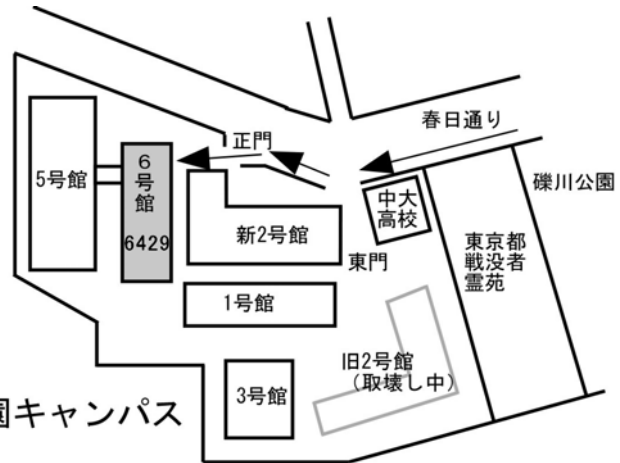 春日通り
正門
礫川公園
5号館
6
号
館
6429
新2号館
中大
高校
東京都
戦没者
霊苑
東門
1号館
旧2号館
(取壊し中)
3号館
園キャンパス